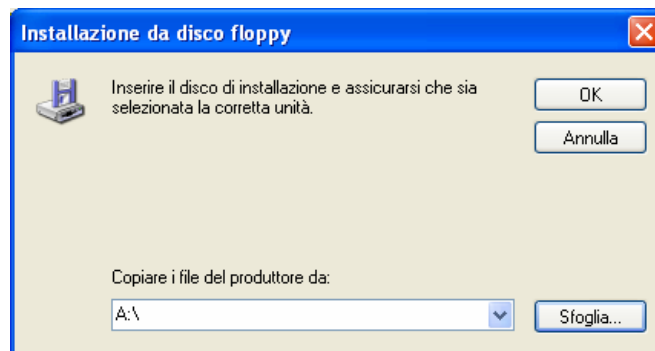 Installazione da disco floppy
Inserire il disco di installazione e assicurarsi che sia
selezionata la corretta unità.
OK
Annulla
Copiare i file del produttore da:
A:\
Sfoglia...